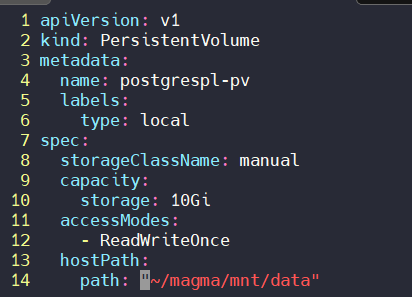 1 apiVersion: v1
2 kind: PersistentVolume
3 metadata:
4   name: postgrespl-pv
5   labels:
6     type: local
7 spec:
8   storageClassName: manual
9   capacity:
10     storage: 10Gi
11   accessModes:
12     - ReadWriteOnce
13   hostPath:
14     path: "~/magma/mnt/data"